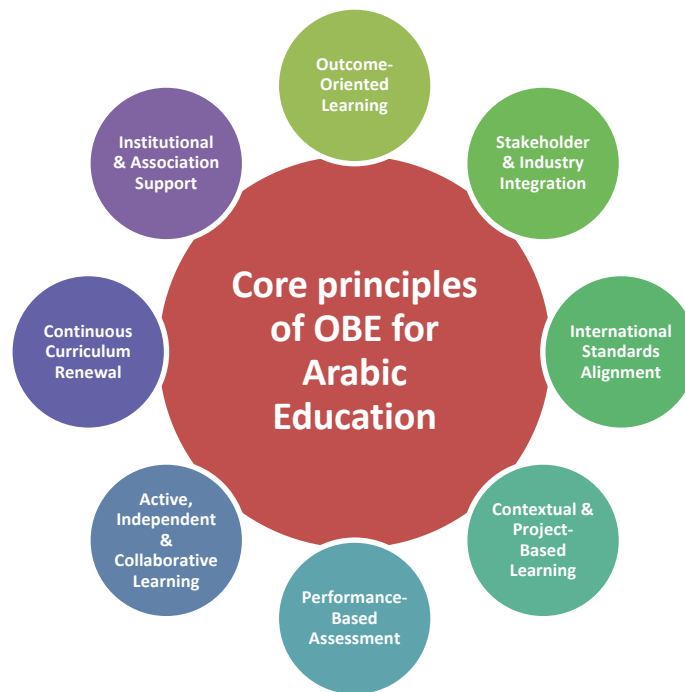 Outcome-
Oriented
Learning
Stakeholder
& Industry
Integration
International
Standards
Alignment
Contextual &
Project-
Based
Learning
Performance-
Based
Assessment
Active,
Independent
&
Collaborative
Learning
Continuous
Curriculum
Renewal
Institutional
& Association
Support
Core principles
of OBE for
Arabic
Education